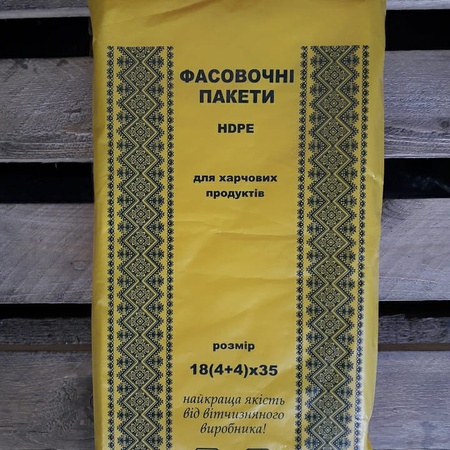 ФАСОВОЧНІ
ПАКЕТИ
HDPE
для харчових
продуктів
розмір
18(4+4)х35
найкраща якість
від вітчизняного
виробника!